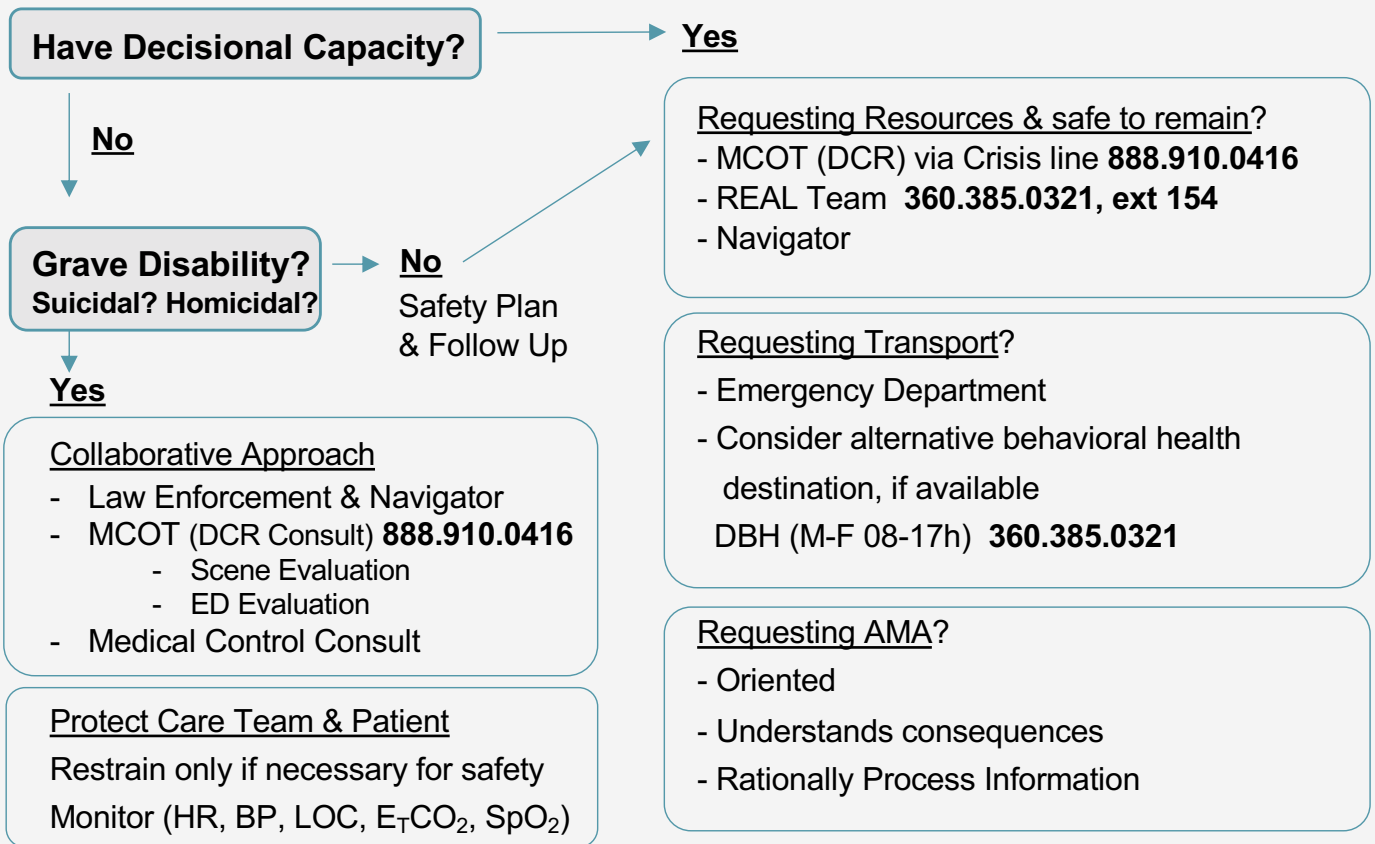 Have Decisional Capacity?
Yes
No
Grave Disability?
Suicidal? Homicidal?
No
Safety Plan
& Follow Up
Yes
Collaborative Approach
- Law Enforcement & Navigator
- MCOT (DCR Consult) 888.910.0416
- Scene Evaluation
- ED Evaluation
- Medical Control Consult
Protect Care Team & Patient
Restrain only if necessary for safety
Monitor (HR, BP, LOC, ETCO2, SpO2)
Requesting Resources & safe to remain?
- MCOT (DCR) via Crisis line 888.910.0416
- REAL Team 360.385.0321, ext 154
- Navigator
Requesting Transport?
- Emergency Department
- Consider alternative behavioral health
destination, if available
DBH (M-F 08-17h) 360.385.0321
Requesting AMA?
- Oriented
- Understands consequences
- Rationally Process Information